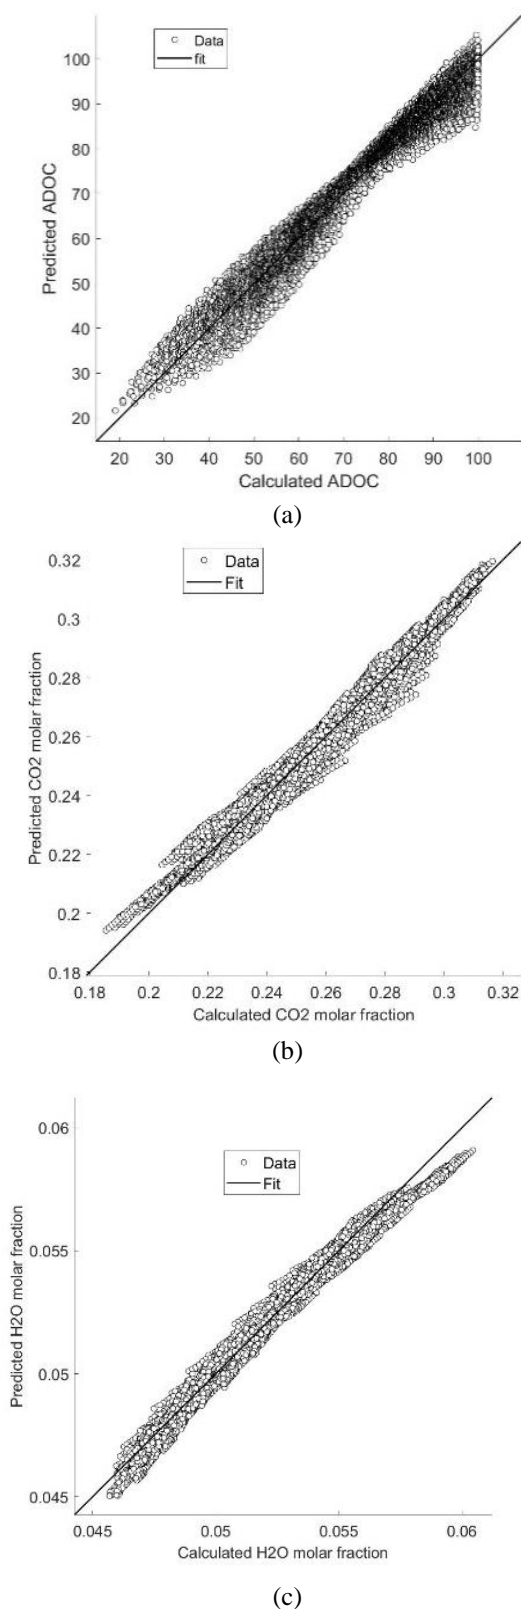 Data
fit
100
90
80
70
60
50
40
30
20
Predicted ADOC
20 30 40 50 60 70 80 90 100
Calculated ADOC
(a)
Data
Fit
0.32
0.3
0.28
0.26
0.24
0.22
0.2
0.18
Predicted CO2 molar fraction
0.18 0.2 0.22 0.24 0.26 0.28 0.3 0.32
Calculated CO2 molar fraction
(b)
Data
Fit
0.06
0.055
0.05
0.045
Predicted H2O molar fraction
0.045 0.05 0.055 0.06
Calculated H2O molar fraction
(c)